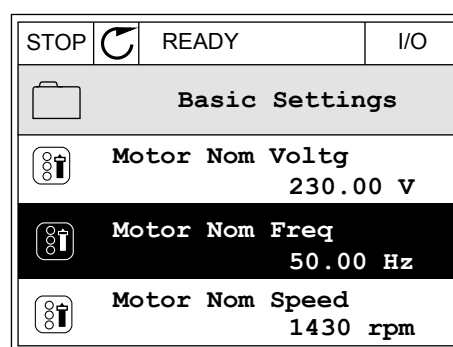 STOP READY I/O
Basic Settings
Motor Nom Voltg
230.00 V
Motor Nom Freq
50.00 Hz
Motor Nom Speed
1430 rpm